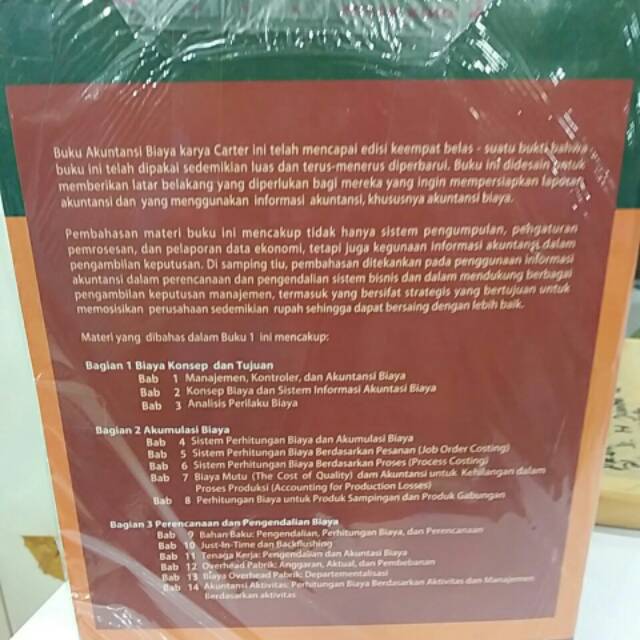 Buku Akuntansi Biaya karya Carter ini telah mencapai edisi keempat belas - suatu bukti bahwa
buku ini telah dipakai sedemikian luas dan terus-menerus diperbarui. Buku ini didesain untuk
memberikan latar belakang yang diperlukan bagi mereka yang ingin mempersiapkan laporan
akuntansi dan yang menggunakan informasi akuntansi, khususnya akuntansi biaya.
Pembahasan materi buku ini mencakup tidak hanya sistem pengumpulan, pengaturan
pemrosesan, dan pelaporan data ekonomi, tetapi juga kegunaan informasi akuntansi dalam
pengambilan keputusan. Di samping tiu, pembahasan ditekankan pada penggunaan informasi
akuntansi dalam perencanaan dan pengendalian sistem bisnis dan dalam mendukung berbagai
pengambilan keputusan manajemen, termasuk yang bersifat strategis yang bertujuan untuk
memosisikan perusahaan sedemikian rupah sehingga dapat bersaing dengan lebih baik.
Materi yang dibahas dalam Buku 1 ini mencakup:
Bagian 1 Biaya Konsep dan Tujuan
Bab 1 Manajemen, Kontroler, dan Akuntansi Biaya
Bab 2 Konsep Biaya dan Sistem Informasi Akuntasi Biaya
Bab 3 Analisis Perilaku Biaya
Bagian 2 Akumulasi Biaya
Bab 4 Sistem Perhitungan Biaya dan Akumulasi Biaya
Bab 5 Sistem Perhitungan Biaya Berdasarkan Pesanan (Job Order Costing)
Bab 6 Sistem Perhitungan Biaya Berdasarkan Proses (Process Costing)
Bab 7 Biaya Mutu (The Cost of Quality) dam Akuntansi untuk Kehilangan dalam
Proses Produksi (Accounting for Production Losses)
Bab 8 Perhitungan Biaya untuk Produk Sampingan dan Produk Gabungan
Bagian 3 Perencanaan dan Pengendalian Biaya
Bab 9 Bahan Baku: Pengendalian, Perhitungan Biaya, dan Perencanaan
Bab 10 Just-In-Time dan Backflushing
Bab 11 Tenaga Kerja: Pengendalian dan Akuntasi Biaya
Bab 12 Overhead Pabrik: Anggaran, Aktual, dan Pembebanan
Bab 13 Biaya Overhead Pabrik: Departementalisasi
Bab 14 Akuntansi Aktivitas: Perhitungan Biaya Berdasarkan Aktivitas dan Manajemen
Berdasarkan aktivitas